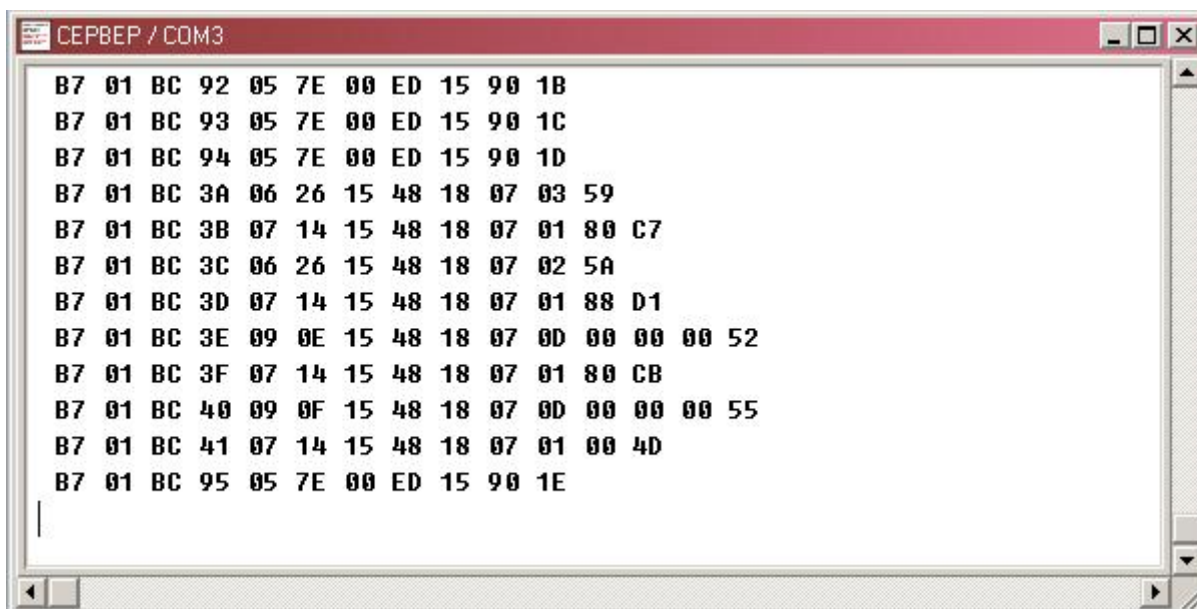 СЕРВЕР / COM3
B7 01 BC 92 05 7E 00 ED 15 90 1B
B7 01 BC 93 05 7E 00 ED 15 90 1C
B7 01 BC 94 05 7E 00 ED 15 90 1D
B7 01 BC 3A 06 26 15 48 18 07 03 59
B7 01 BC 3B 07 14 15 48 18 07 01 80 C7
B7 01 BC 3C 06 26 15 48 18 07 02 5A
B7 01 BC 3D 07 14 15 48 18 07 01 88 D1
B7 01 BC 3E 09 0E 15 48 18 07 0D 00 00 00 52
B7 01 BC 3F 07 14 15 48 18 07 01 80 CB
B7 01 BC 40 09 0F 15 48 18 07 0D 00 00 00 55
B7 01 BC 41 07 14 15 48 18 07 01 00 4D
B7 01 BC 95 05 7E 00 ED 15 90 1E